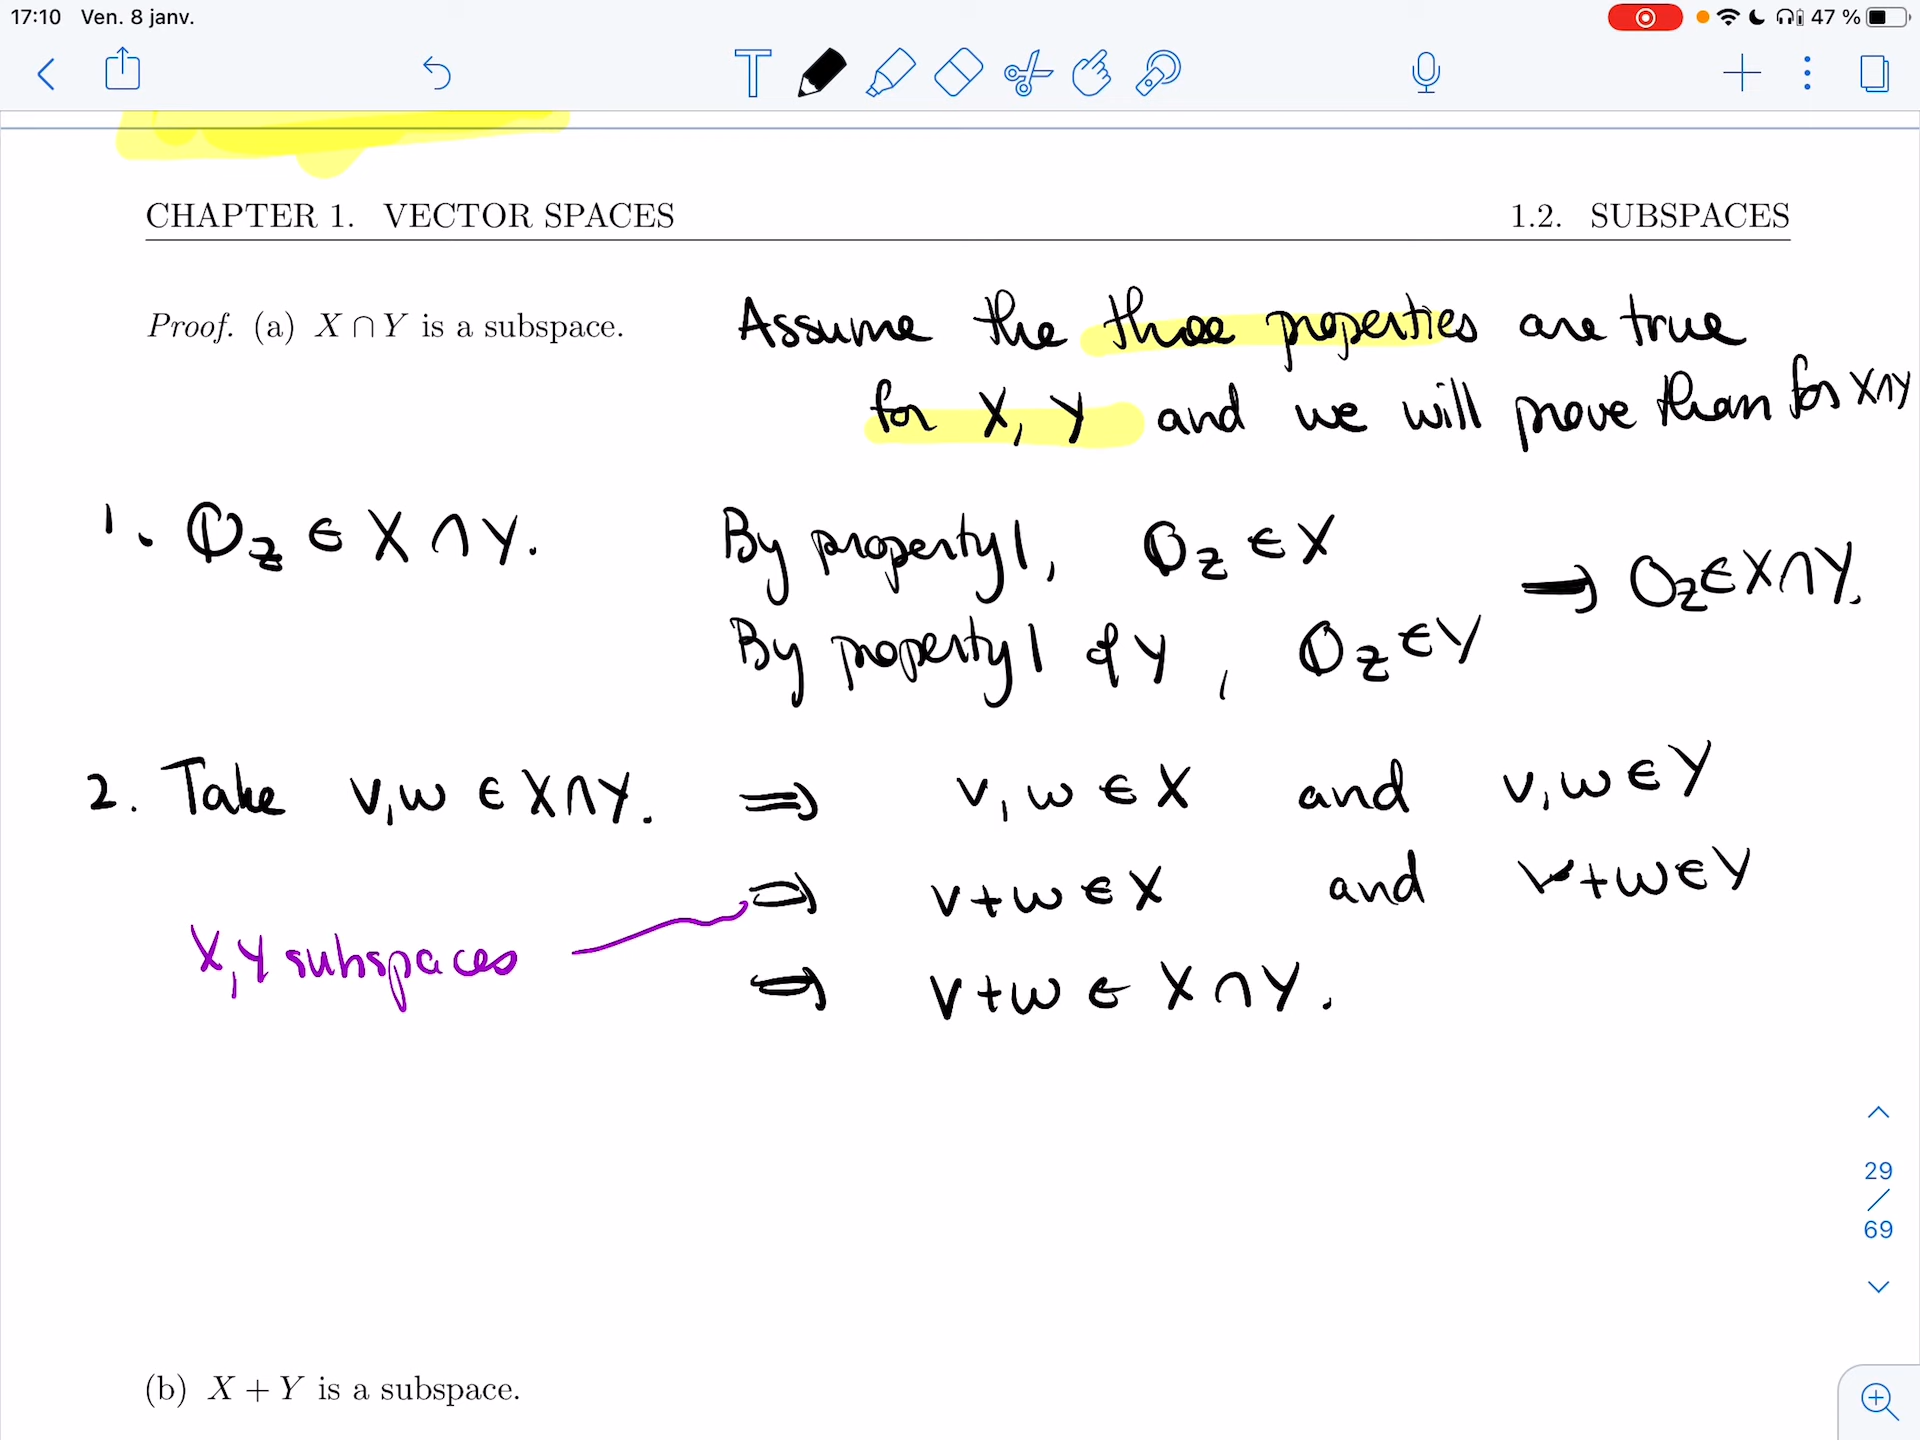 17:10 Ven. 8 janv. 47 %
CHAPTER 1. VECTOR SPACES 1.2. SUBSPACES
Proof. (a) X ∩ Y is a subspace. Assume the three properties are true
for X, Y and we will prove them for X∩Y
1. 𝟘_Z ∈ X ∩ Y. By property 1, 𝟘_Z ∈ X
→ 0_Z ∈ X∩Y.
By property 1 of Y, 𝟘_Z ∈ Y
2. Take v, w ∈ X∩Y. ⇒ v, w ∈ X and v, w ∈ Y
⇒ v+w ∈ X and v+w ∈ Y
X, Y subspaces
⇒ v+w ∈ X ∩ Y.
29
/
69
(b) X + Y is a subspace.